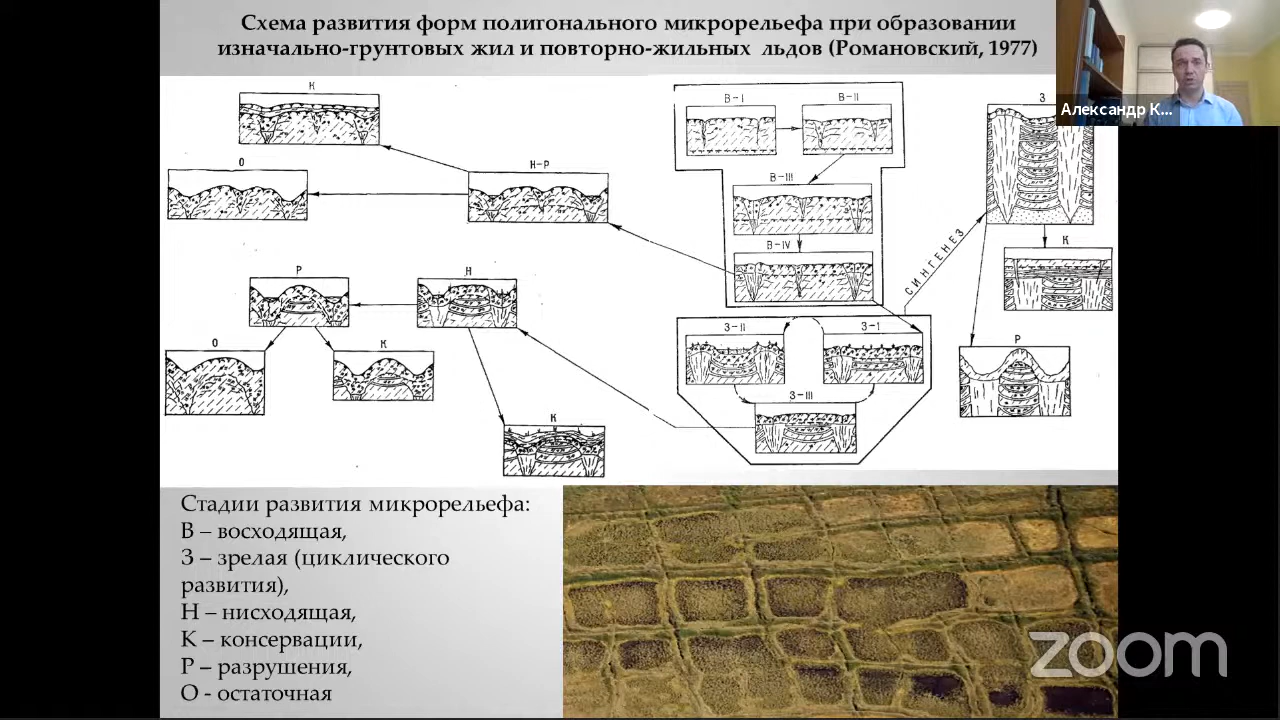 Схема развития форм полигонального микрорельефа при образовании
изначально-грунтовых жил и повторно-жильных льдов (Романовский, 1977)
Александр К...
К
В-I
В-II
З
О
Н-Р
В-III
К
В-IV
СИНГЕНЕЗ
Р
Н
З-II
З-I
О
К
Р
З-III
К
Стадии развития микрорельефа:
В – восходящая,
З – зрелая (циклического
развития),
Н – нисходящая,
К – консервации,
Р – разрушения,
О - остаточная
zoom